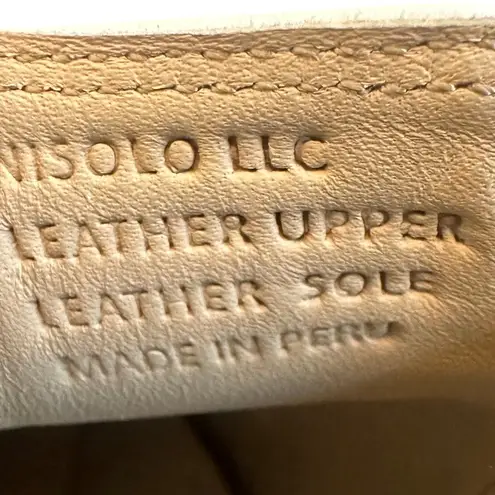 NISOLO LLC
LEATHER UPPER
LEATHER SOLE
MADE IN PERU